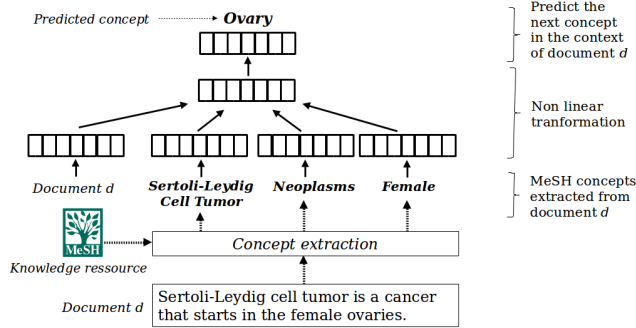 Predicted concept
Ovary
Predict the
next concept
in the context
of document d
Non linear
tranformation
Document d
Sertoli-Leydig
Cell Tumor
Neoplasms
Female
MeSH concepts
extracted from
document d
MeSH
Knowledge ressource
Concept extraction
Document d
Sertoli-Leydig cell tumor is a cancer
that starts in the female ovaries.